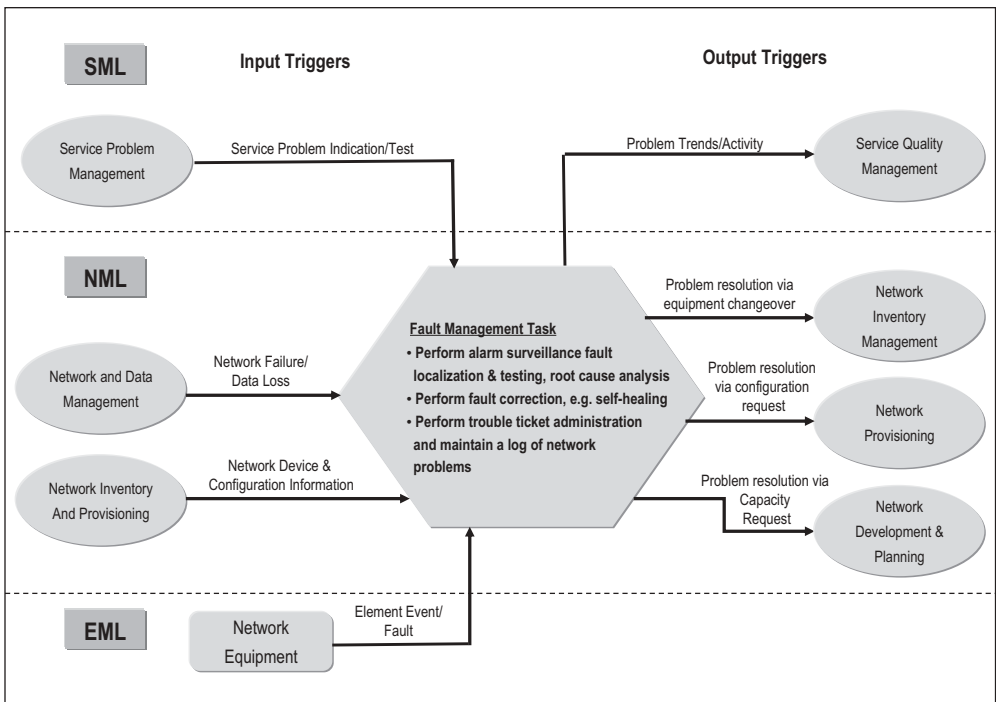 SML
Input Triggers
Output Triggers
Service Problem
Management
Service Problem Indication/Test
Problem Trends/Activity
Service Quality
Management
NML
Network and Data
Management
Network Failure/
Data Loss
Network Inventory
And Provisioning
Network Device &
Configuration Information
Fault Management Task
• Perform alarm surveillance fault
localization & testing, root cause analysis
• Perform fault correction, e.g. self-healing
• Perform trouble ticket administration
and maintain a log of network
problems
Problem resolution via
equipment changeover
Network
Inventory
Management
Problem resolution
via configuration
request
Network
Provisioning
Problem resolution via
Capacity
Request
Network
Development &
Planning
EML
Network
Equipment
Element Event/
Fault